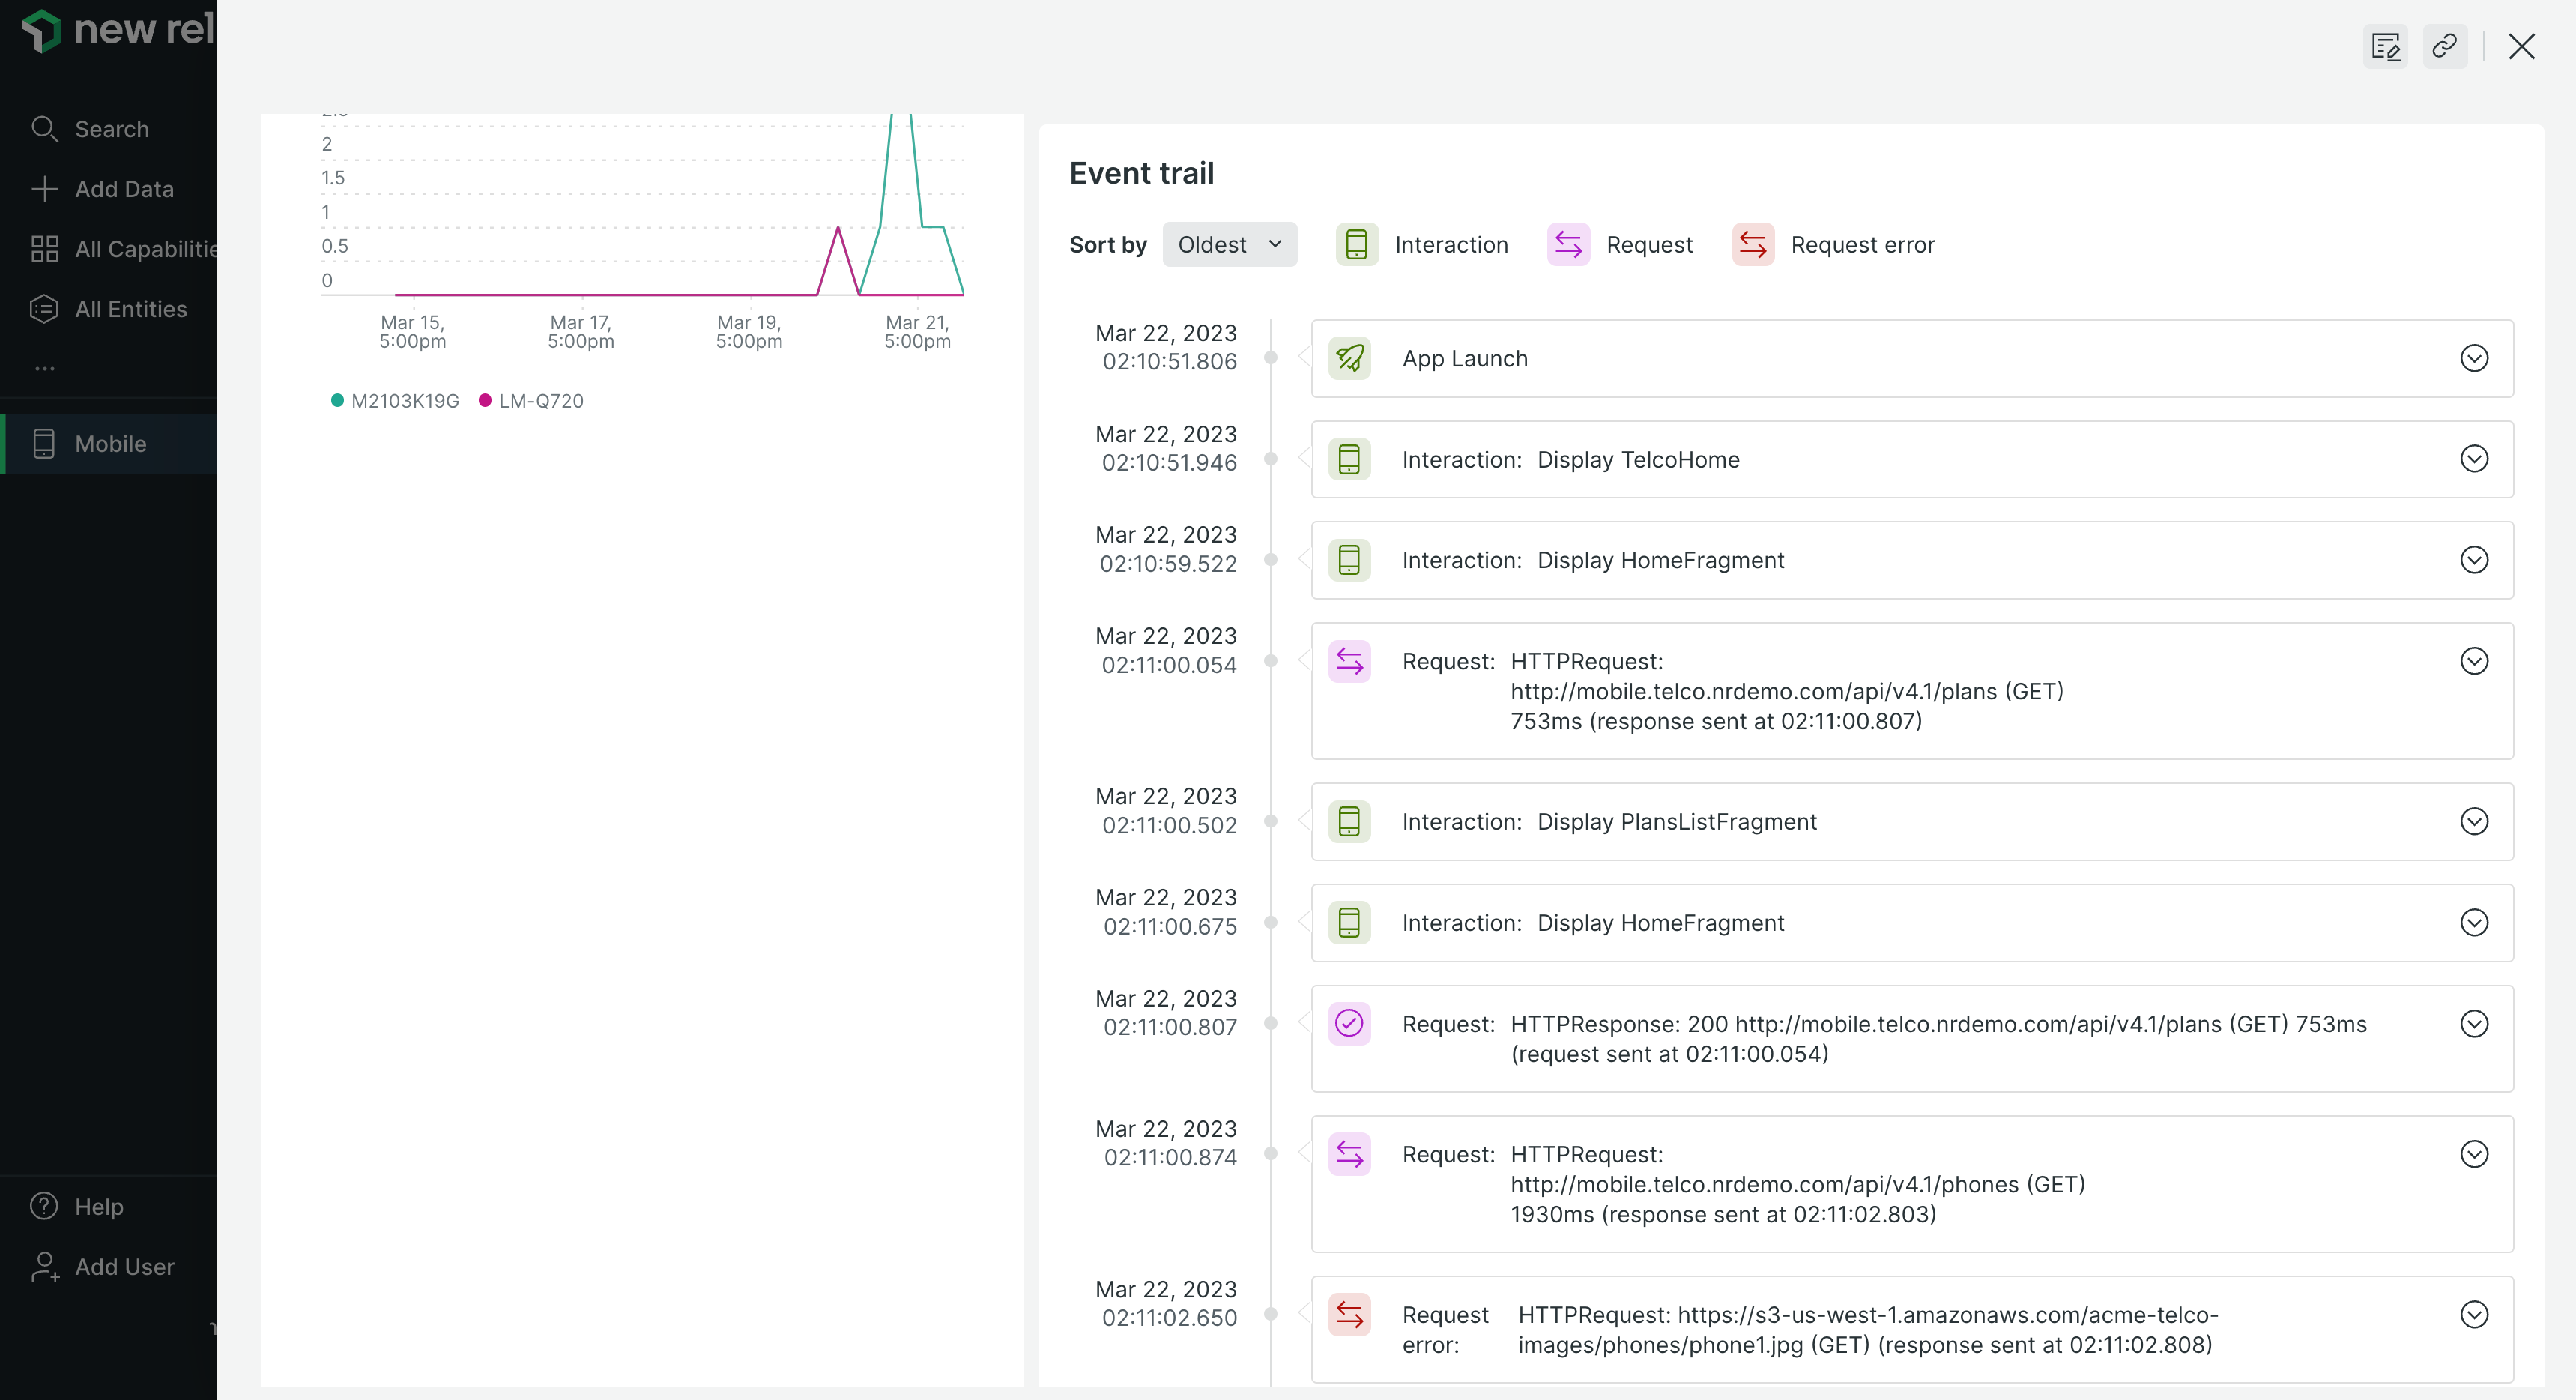 new rel
Search
Add Data
All Capabilitie
All Entities
...
Mobile
Help
Add User
2
1.5
1
0.5
0
Mar 15,
5:00pm
Mar 17,
5:00pm
Mar 19,
5:00pm
Mar 21,
5:00pm
M2103K19G
LM-Q720
Event trail
Sort by
Oldest
Interaction
Request
Request error
Mar 22, 2023
02:10:51.806
App Launch
Mar 22, 2023
02:10:51.946
Interaction: Display TelcoHome
Mar 22, 2023
02:10:59.522
Interaction: Display HomeFragment
Mar 22, 2023
02:11:00.054
Request: HTTPRequest:
http://mobile.telco.nrdemo.com/api/v4.1/plans (GET)
753ms (response sent at 02:11:00.807)
Mar 22, 2023
02:11:00.502
Interaction: Display PlansListFragment
Mar 22, 2023
02:11:00.675
Interaction: Display HomeFragment
Mar 22, 2023
02:11:00.807
Request: HTTPResponse: 200 http://mobile.telco.nrdemo.com/api/v4.1/plans (GET) 753ms
(request sent at 02:11:00.054)
Mar 22, 2023
02:11:00.874
Request: HTTPRequest:
http://mobile.telco.nrdemo.com/api/v4.1/phones (GET)
1930ms (response sent at 02:11:02.803)
Mar 22, 2023
02:11:02.650
Request error: HTTPRequest: https://s3-us-west-1.amazonaws.com/acme-telco-
images/phones/phone1.jpg (GET) (response sent at 02:11:02.808)